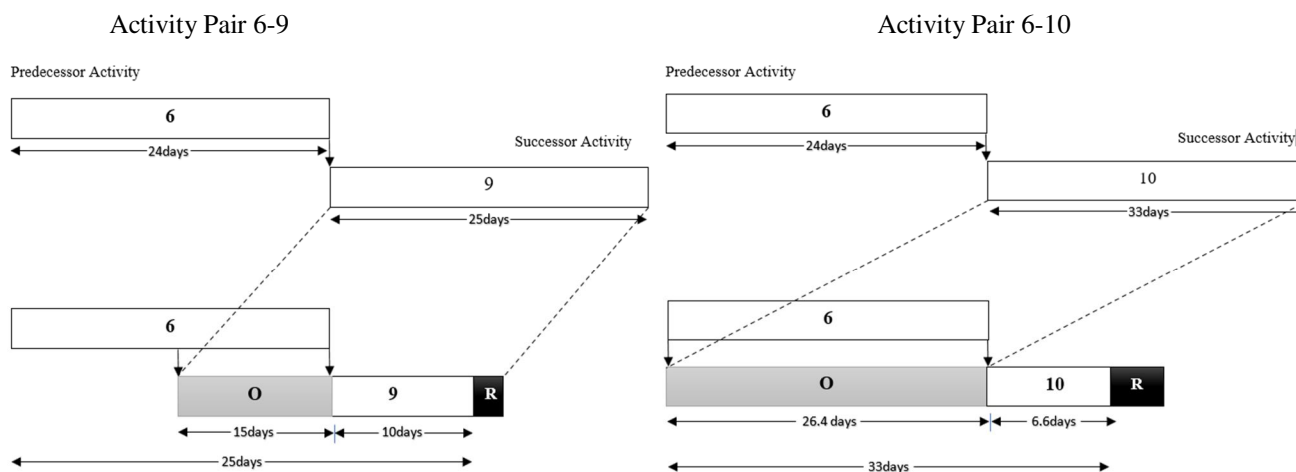 Activity Pair 6-9
Predecessor Activity
6
24days
Successor Activity
9
25days
6
O
9
R
15days
10days
25days
Activity Pair 6-10
Predecessor Activity
6
24days
Successor Activity
10
33days
6
O
10
R
26.4 days
6.6days
33days